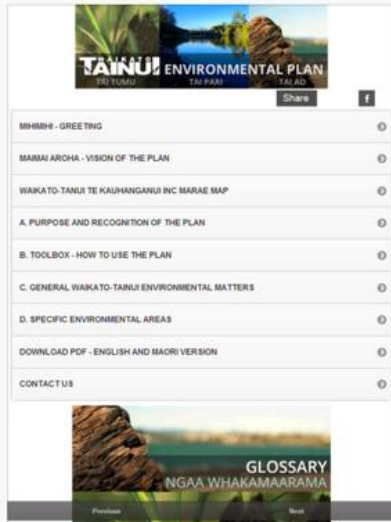 WAIKATO
TAINUI ENVIRONMENTAL PLAN
TAI TUMU TAI PARI TAI AO
Share f
MIHIMIHI - GREETING
MAIMAI AROHA - VISION OF THE PLAN
WAIKATO-TANUI TE KAUHANGANUI INC MARAE MAP
A. PURPOSE AND RECOGNITION OF THE PLAN
B. TOOLBOX - HOW TO USE THE PLAN
C. GENERAL WAIKATO-TAINUI ENVIRONMENTAL MATTERS
D. SPECIFIC ENVIRONMENTAL AREAS
DOWNLOAD PDF - ENGLISH AND MAORI VERSION
CONTACT US
GLOSSARY
NGAA WHAKAMAARAMA
Previous Next